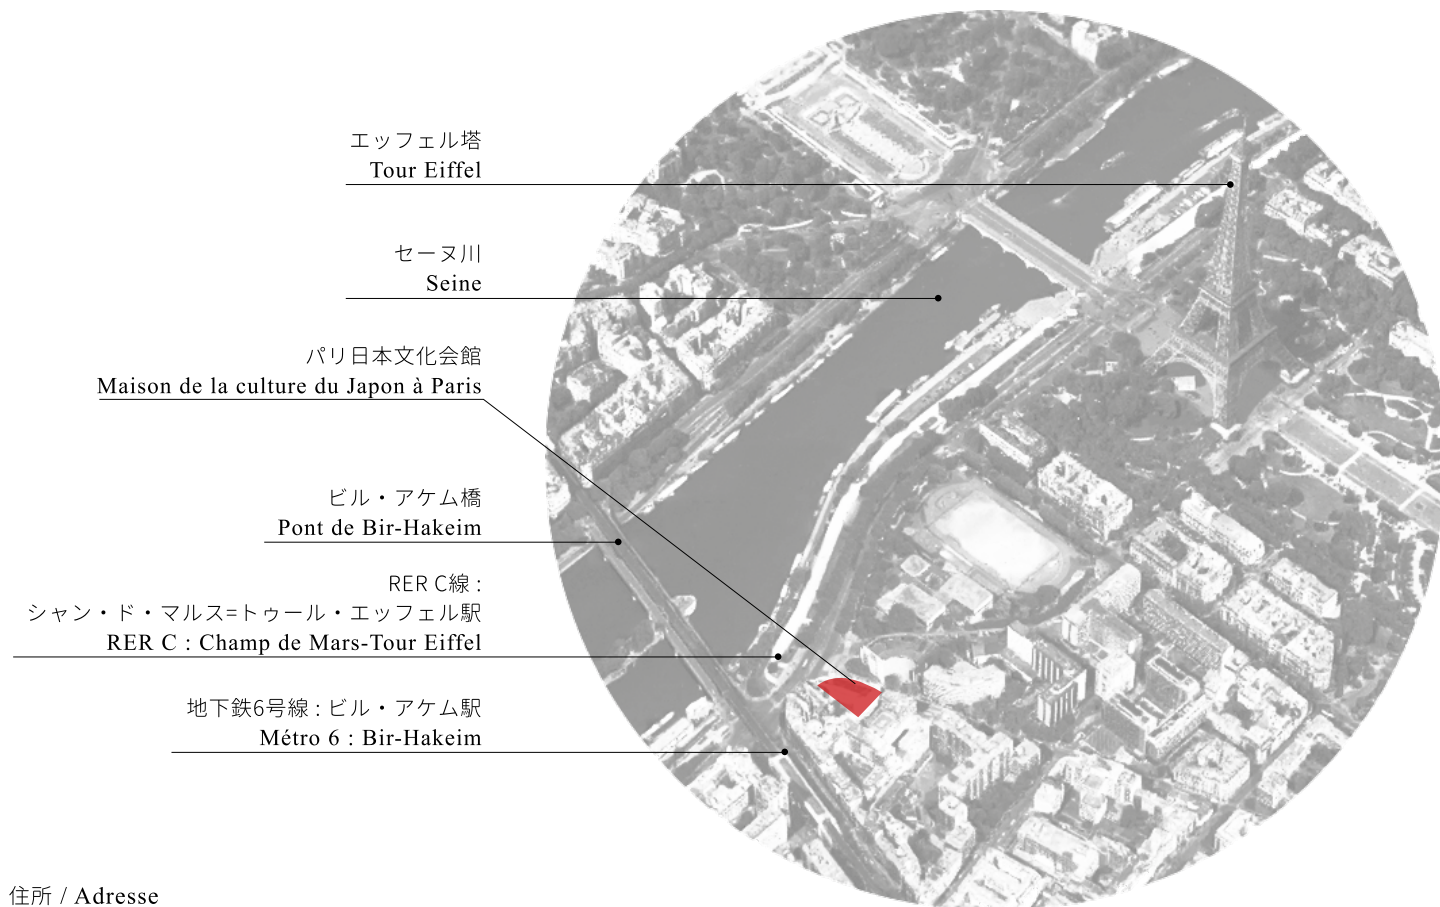 エッフェル塔
Tour Eiffel
セーヌ川
Seine
パリ日本文化会館
Maison de la culture du Japon à Paris
ビル・アケム橋
Pont de Bir-Hakeim
RER C線 :
シャン・ド・マルス=トゥール・エッフェル駅
RER C : Champ de Mars-Tour Eiffel
地下鉄6号線 : ビル・アケム駅
Métro 6 : Bir-Hakeim
住所 / Adresse